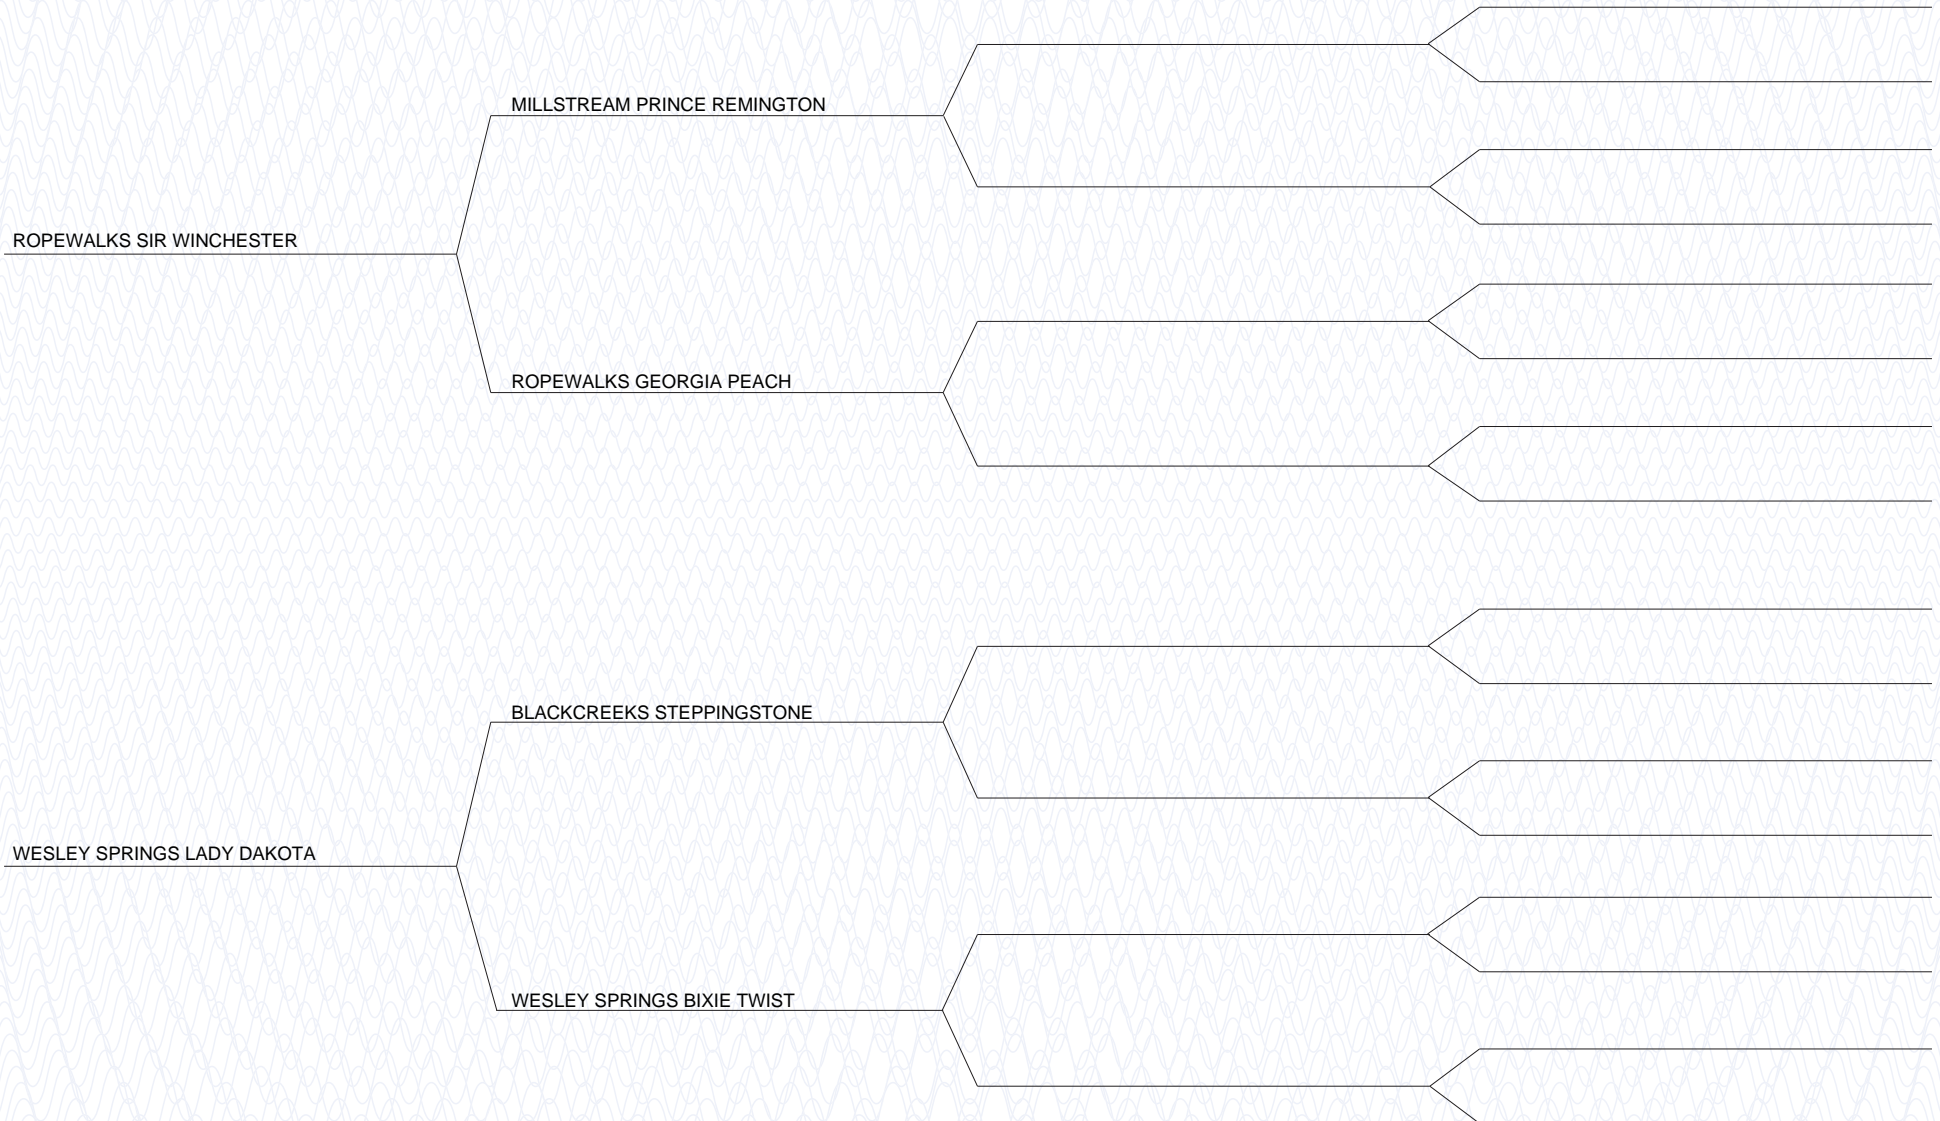 MILLSTREAM PRINCE REMINGTON
ROPEWALKS SIR WINCHESTER
ROPEWALKS GEORGIA PEACH
BLACKCREEKS STEPPINGSTONE
WESLEY SPRINGS LADY DAKOTA
WESLEY SPRINGS BIXIE TWIST